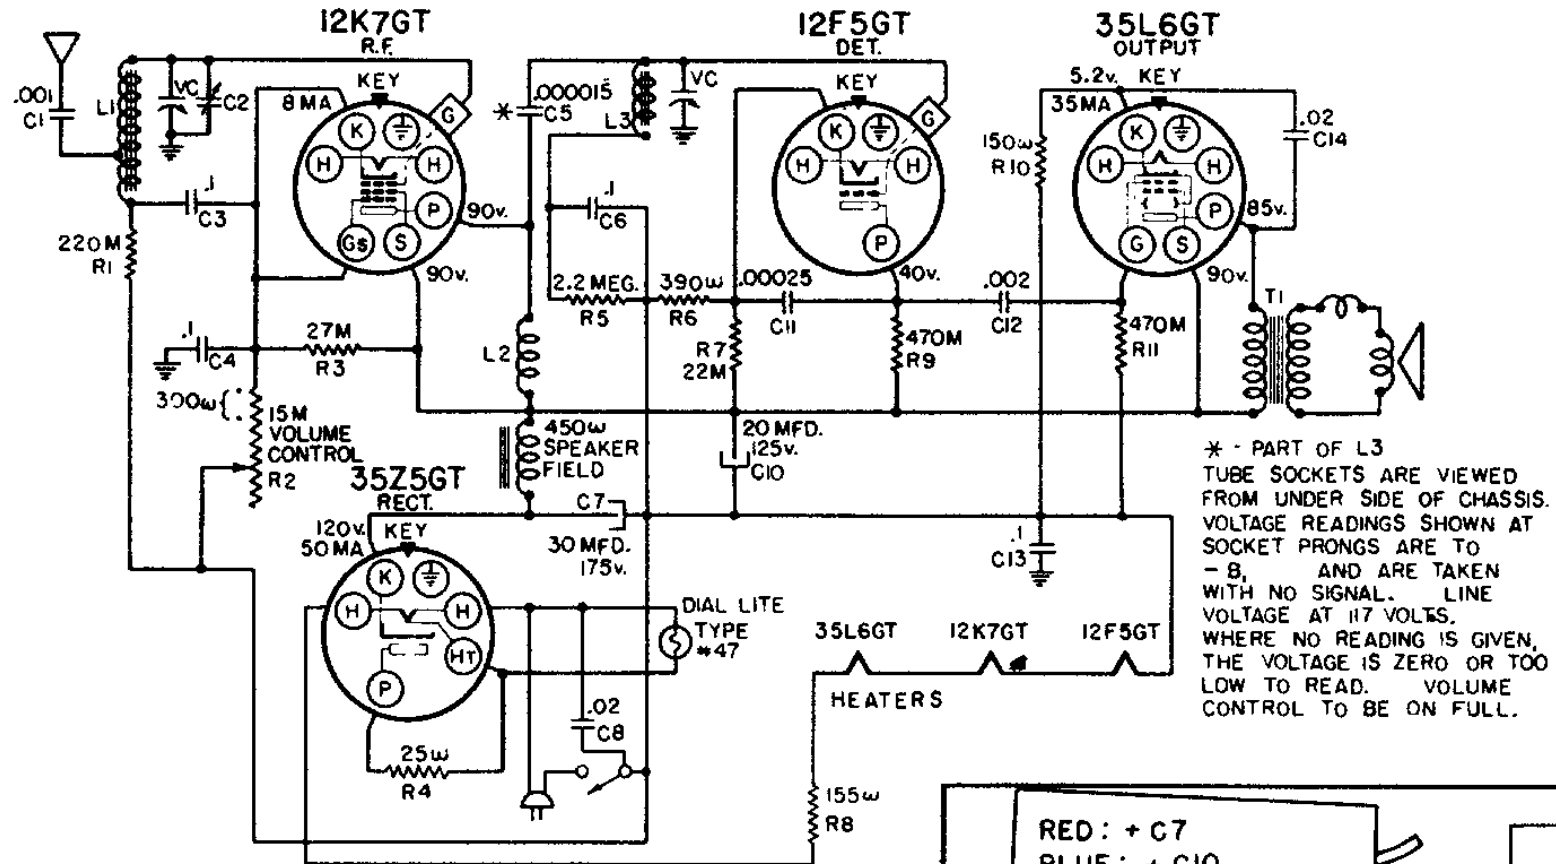 12K7GT
R.F.
12F5GT
DET.
35L6GT
OUTPUT
KEY
8 MA
KEY
5.2v. KEY
35MA
.001
C1
L1
VC
C2
G
K
H
H
P
Gs
S
90v.
90v.
* .000015
C5
L3
VC
G
K
H
H
P
40v.
150ω
R10
K
H
H
P
G
S
85v.
90v.
.02
C14
.1
C3
220M
R1
.1
C6
2.2 MEG.
R5
390ω
R6
.00025
C11
.002
C12
T1
.1
C4
27M
R3
L2
R7
22M
470M
R9
470M
R11
300ω
15M
VOLUME
CONTROL
R2
450ω
SPEAKER
FIELD
20 MFD.
125v.
C10
35Z5GT
RECT.
120v.
50MA
KEY
C7
30 MFD.
175v.
.1
C13
K
H
H
HT
P
DIAL LITE
TYPE
#47
.02
C8
25ω
R4
35L6GT
12K7GT
12F5GT
HEATERS
155ω
R8
* - PART OF L3
TUBE SOCKETS ARE VIEWED
FROM UNDER SIDE OF CHASSIS.
VOLTAGE READINGS SHOWN AT
SOCKET PRONGS ARE TO
- B, AND ARE TAKEN
WITH NO SIGNAL. LINE
VOLTAGE AT 117 VOLTS.
WHERE NO READING IS GIVEN,
THE VOLTAGE IS ZERO OR TOO
LOW TO READ. VOLUME
CONTROL TO BE ON FULL.
RED : + C7
BLUE : + C10